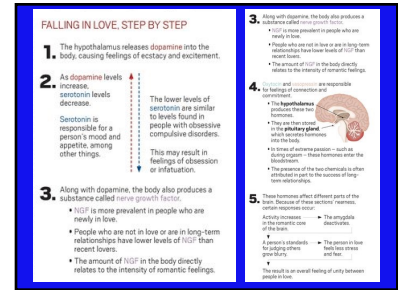 FALLING IN LOVE, STEP BY STEP
1. The hypothalamus releases dopamine into the
body, causing feelings of ecstacy and excitement.
2. As dopamine levels
increase,
serotonin levels
decrease.
Serotonin is
responsible for a
person's mood and
appetite, among
other things.
The lower levels of
serotonin are similar
to levels found in
people with obsessive
compulsive disorders.
This may result in
feelings of obsession
or infatuation.
3. Along with dopamine, the body also produces a
substance called nerve growth factor.
• NGF is more prevalent in people who are
newly in love.
• People who are not in love or are in long-term
relationships have lower levels of NGF than
recent lovers.
• The amount of NGF in the body directly
relates to the intensity of romantic feelings.
3. Along with dopamine, the body also produces a
substance called nerve growth factor.
• NGF is more prevalent in people who are
newly in love.
• People who are not in love or are in long-term
relationships have lower levels of NGF than
recent lovers.
• The amount of NGF in the body directly
relates to the intensity of romantic feelings.
4. Oxytocin and vasopressin are responsible
for feelings of connection and
commitment.
• The hypothalamus
produces these two
hormones.
• They are then stored
in the pituitary gland,
which secretes hormones
into the body.
• In times of extreme passion – such as
during orgasm – these hormones enter the
bloodstream.
• The presence of the two chemicals is often
attributed in part to the success of long-
term relationships.
5. These hormones affect different parts of the
brain. Because of these sections' nearness,
certain responses occur:
Activity increases
in the romantic core
of the brain.
The amygdala
deactivates.
A person's standards
for judging others
grow blurry.
The person in love
feels less stress
and fear.
The result is an overall feeling of unity between
people in love.